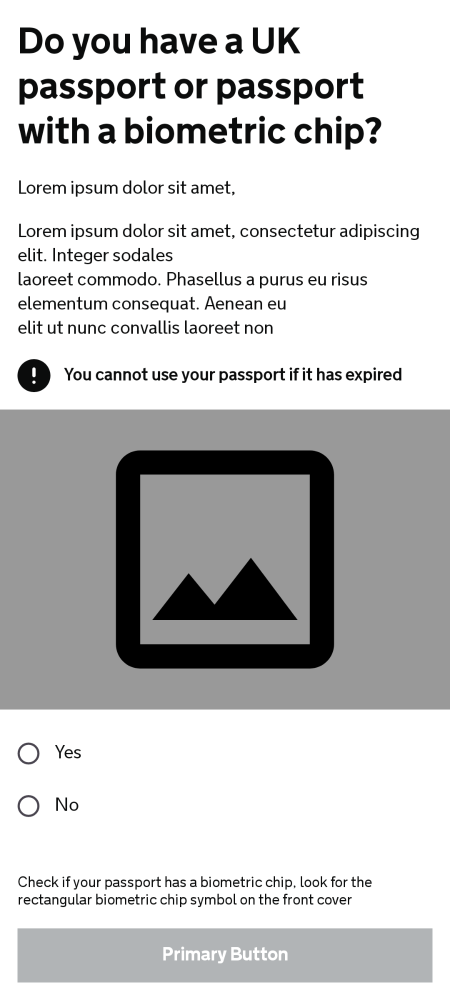 Do you have a UK
passport or passport
with a biometric chip?
Lorem ipsum dolor sit amet,
Lorem ipsum dolor sit amet, consectetur adipiscing
elit. Integer sodales
laoreet commodo. Phasellus a purus eu risus
elementum consequat. Aenean eu
elit ut nunc convallis laoreet non
You cannot use your passport if it has expired
Yes
No
Check if your passport has a biometric chip, look for the
rectangular biometric chip symbol on the front cover
Primary Button